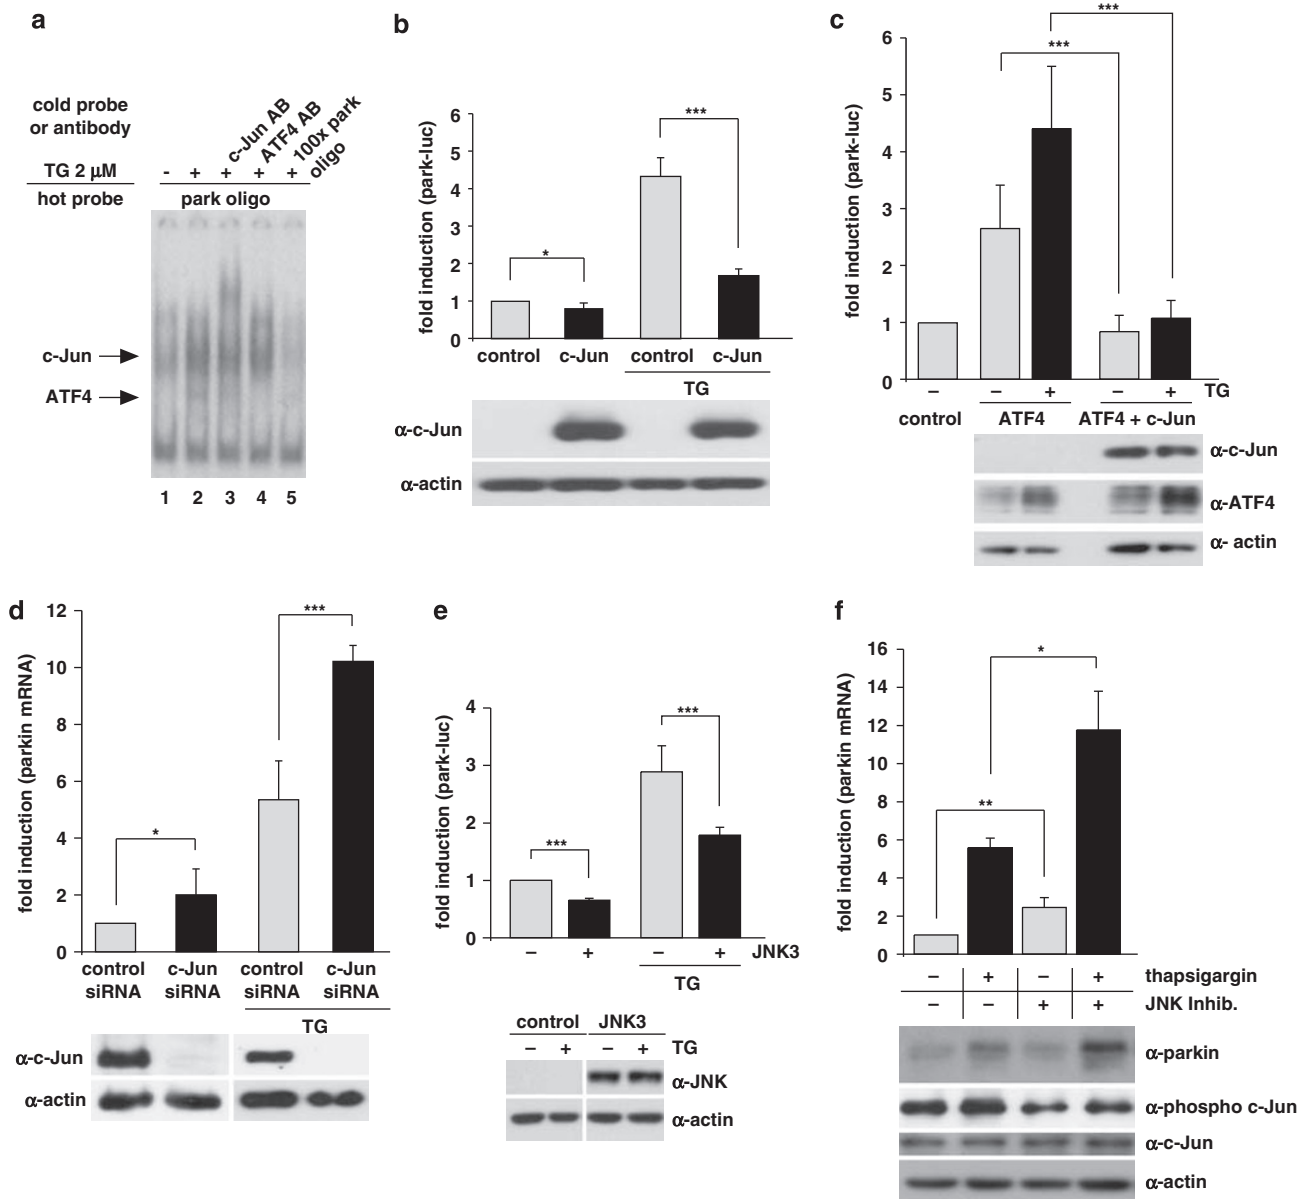 a
cold probe
or antibody
c-Jun AB
ATF4 AB
100x park
oligo
TG 2 µM - + + + +
hot probe park oligo
c-Jun
ATF4
1 2 3 4 5
b
fold induction (park-luc)
6
5
4
3
2
1
0
*
***
control c-Jun control c-Jun
TG
α-c-Jun
α-actin
c
fold induction (park-luc)
6
5
4
3
2
1
0
***
***
– + – + TG
control ATF4 ATF4 + c-Jun
α-c-Jun
α-ATF4
α- actin
d
fold induction (parkin mRNA)
12
10
8
6
4
2
0
*
***
control c-Jun control c-Jun
siRNA siRNA siRNA siRNA
TG
α-c-Jun
α-actin
e
fold induction (park-luc)
4
3
2
1
0
***
***
– + – + JNK3
TG
control JNK3
– + – + TG
α-JNK
α-actin
f
fold induction (parkin mRNA)
16
14
12
10
8
6
4
2
0
**
*
– + – + thapsigargin
– – + + JNK Inhib.
α-parkin
α-phospho c-Jun
α-c-Jun
α-actin